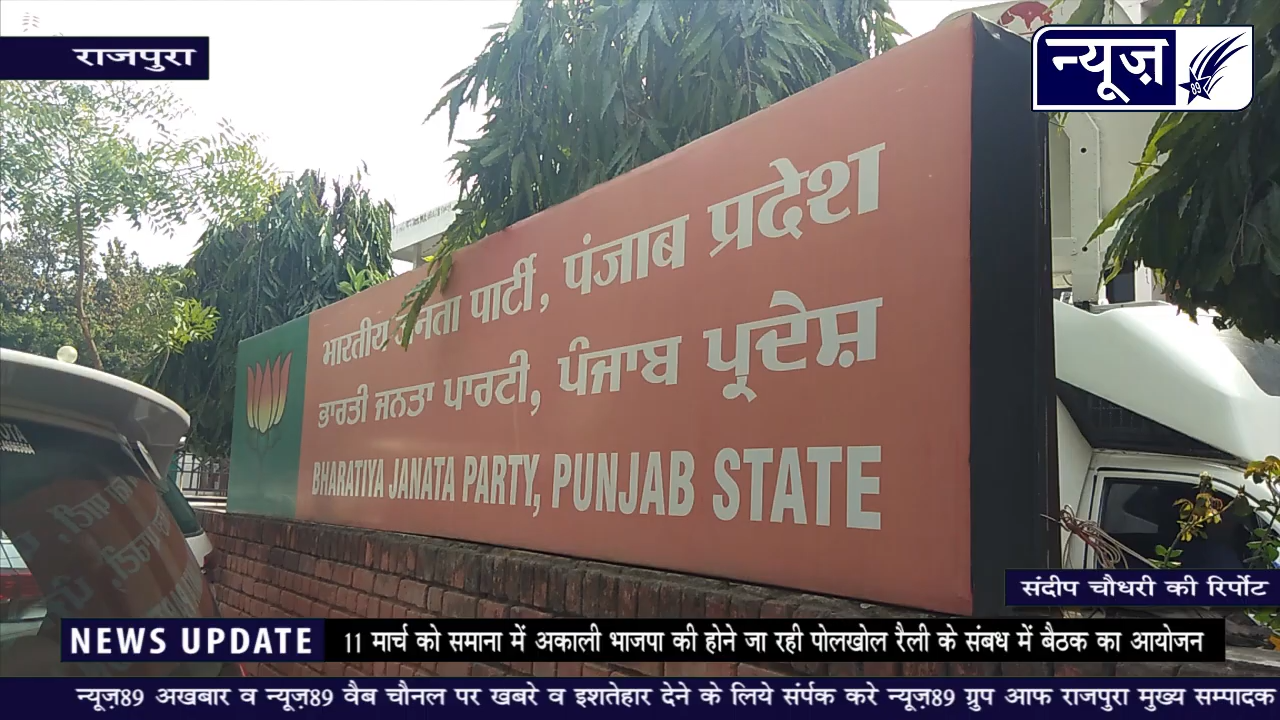 राजपुरा
न्यूज़
89
भारतीय जनता पार्टी, पंजाब प्रदेश
ਭਾਰਤੀ ਜਨਤਾ ਪਾਰਟੀ, ਪੰਜਾਬ ਪ੍ਰਦੇਸ਼
BHARATIYA JANATA PARTY, PUNJAB STATE
संदीप चौधरी की रिर्पोट
NEWS UPDATE
11 मार्च को समाना में अकाली भाजपा की होने जा रही पोलखोल रैली के संबध में बैठक का आयोजन
न्यूज़89 अखबार व न्यूज़89 वैब चौनल पर खबरे व इशतेहार देने के लिये संर्पक करे न्यूज़89 ग्रुप आफ राजपुरा मुख्य सम्पादक